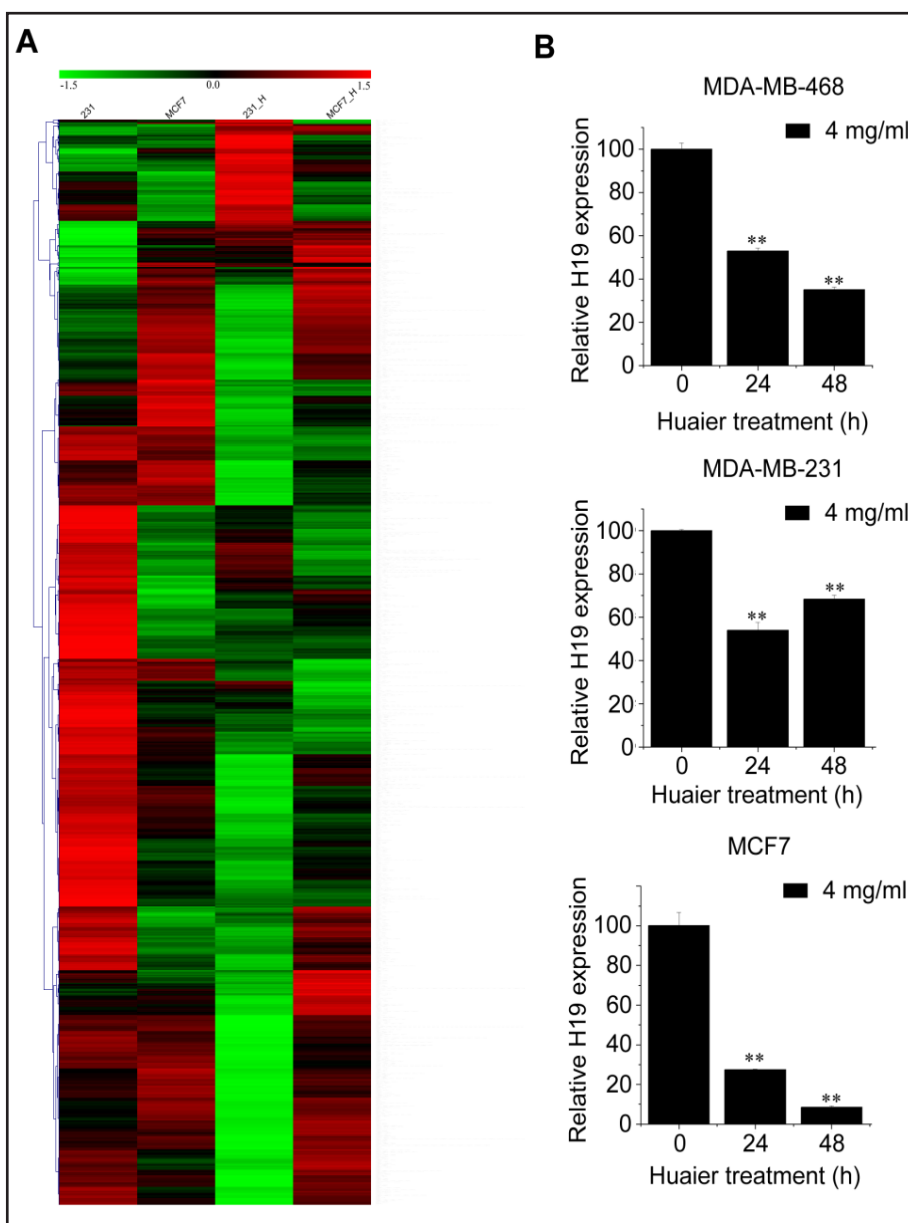 A
-1.5 0.0 1.5
231 MCF7 231_H MCF7_H
B
MDA-MB-468
4 mg/ml
Relative H19 expression
100
80
60
40
20
0
** **
0 24 48
Huaier treatment (h)
MDA-MB-231
4 mg/ml
Relative H19 expression
100
80
60
40
20
0
** **
0 24 48
Huaier treatment (h)
MCF7
4 mg/ml
Relative H19 expression
100
80
60
40
20
0
** **
0 24 48
Huaier treatment (h)